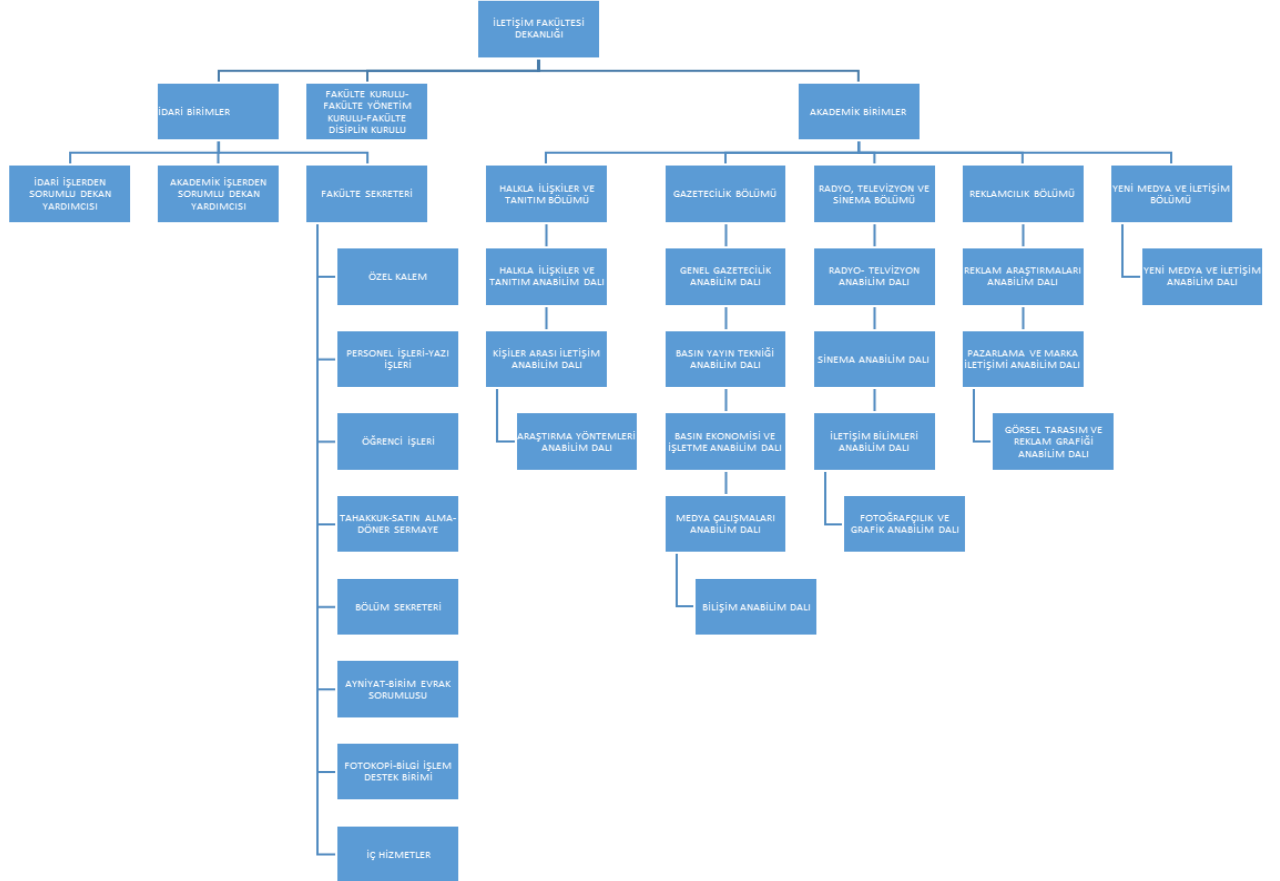 İLETİŞİM FAKÜLTESİ
DEKANLIĞI
İDARİ BİRİMLER
FAKÜLTE KURULU-
FAKÜLTE YÖNETİM
KURULU-FAKÜLTE
DİSİPLİN KURULU
AKADEMİK BİRİMLER
İDARİ İŞLERDEN
SORUMLU DEKAN
YARDIMCISI
AKADEMİK İŞLERDEN
SORUMLU DEKAN
YARDIMCISI
FAKÜLTE SEKRETERİ
HALKLA İLİŞKİLER VE
TANITIM BÖLÜMÜ
GAZETECİLİK BÖLÜMÜ
RADYO, TELEVİZYON VE
SİNEMA BÖLÜMÜ
REKLAMCILIK BÖLÜMÜ
YENİ MEDYA VE İLETİŞİM
BÖLÜMÜ
ÖZEL KALEM
HALKLA İLİŞKİLER VE
TANITIM ANABİLİM DALI
GENEL GAZETECİLİK
ANABİLİM DALI
RADYO- TELVİZYON
ANABİLİM DALI
REKLAM ARAŞTIRMALARI
ANABİLİM DALI
YENİ MEDYA VE İLETİŞİM
ANABİLİM DALI
PERSONEL İŞLERİ-YAZI
İŞLERİ
KİŞİLER ARASI İLETİŞİM
ANABİLİM DALI
BASIN YAYIN TEKNİĞİ
ANABİLİM DALI
SİNEMA ANABİLİM DALI
PAZARLAMA VE MARKA
İLETİŞİMİ ANABİLİM DALI
ÖĞRENCİ İŞLERİ
ARAŞTIRMA YÖNTEMLERİ
ANABİLİM DALI
BASIN EKONOMİSİ VE
İŞLETME ANABİLİM DALI
İLETİŞİM BİLİMLERİ
ANABİLİM DALI
GÖRSEL TARASIM VE
REKLAM GRAFİĞİ
ANABİLİM DALI
TAHAKKUK-SATIN ALMA-
DÖNER SERMAYE
MEDYA ÇALIŞMALARI
ANABİLİM DALI
FOTOĞRAFÇILIK VE
GRAFİK ANABİLİM DALI
BÖLÜM SEKRETERİ
BİLİŞİM ANABİLİM DALI
AYNİYAT-BİRİM EVRAK
SORUMLUSU
FOTOKOPİ-BİLGİ İŞLEM
DESTEK BİRİMİ
İÇ HİZMETLER